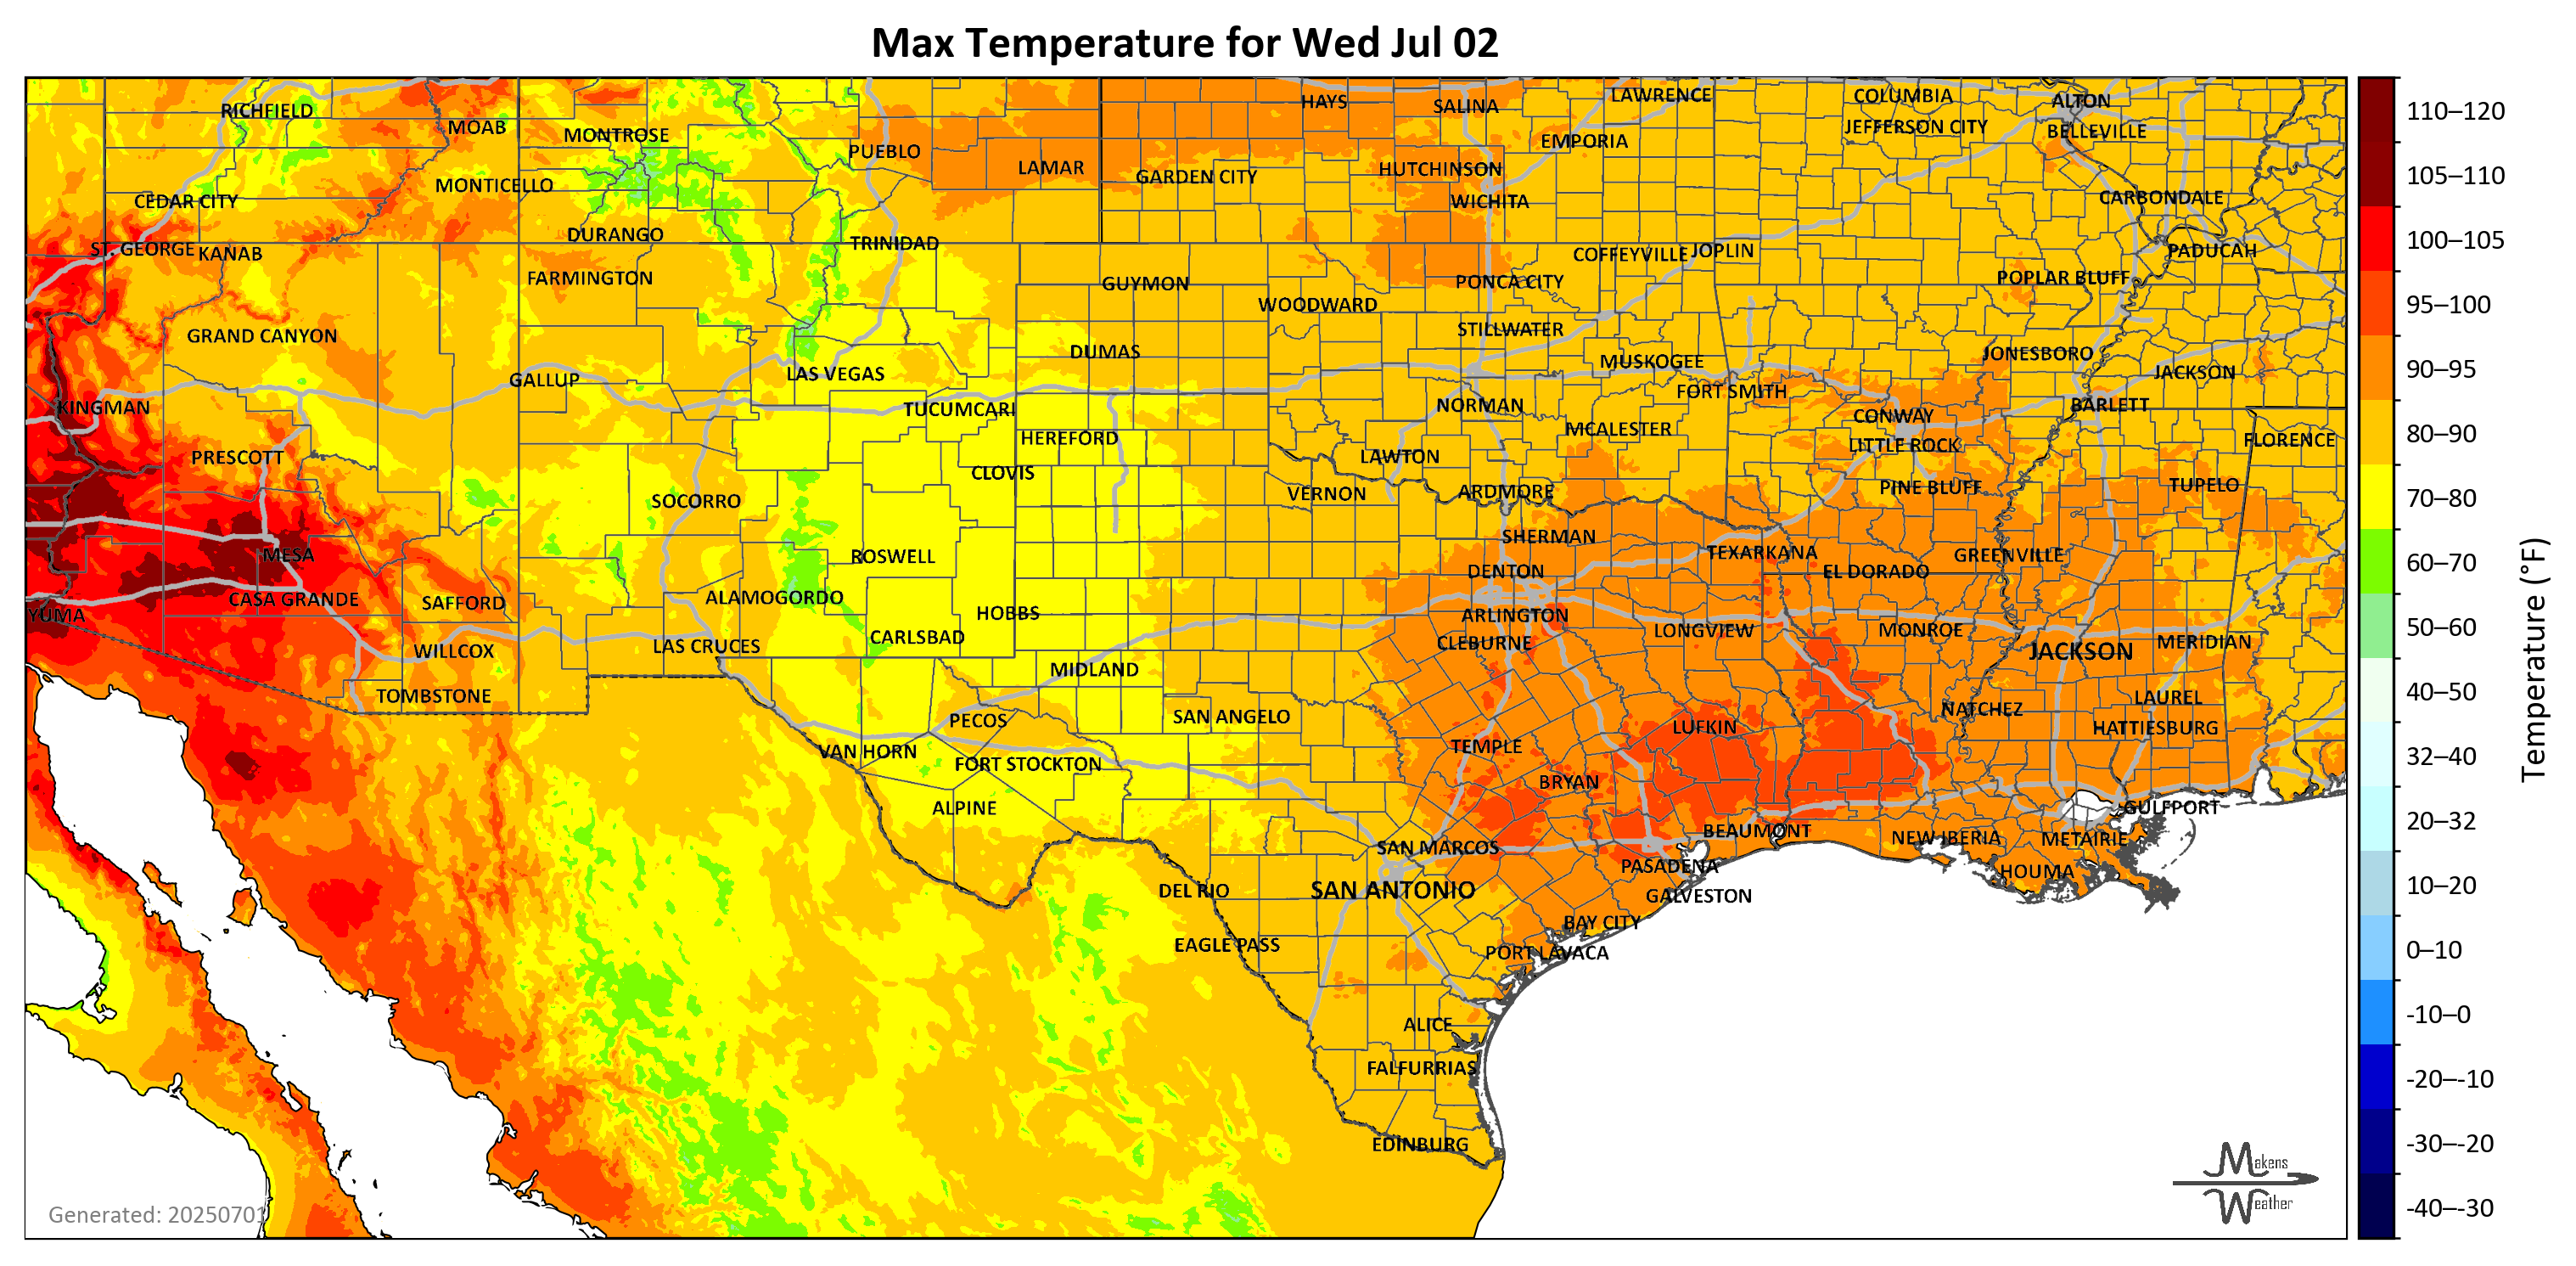 Max Temperature for Wed Jul 02
RICHFIELD
MOAB
MONTROSE
PUEBLO
LAMAR
HAYS
SALINA
LAWRENCE
COLUMBIA
ALTON
EMPORIA
JEFFERSON CITY
BELLEVILLE
CEDAR CITY
MONTICELLO
GARDEN CITY
HUTCHINSON
WICHITA
CARBONDALE
ST. GEORGE
KANAB
DURANGO
TRINIDAD
COFFEYVILLE
JOPLIN
PADUCAH
FARMINGTON
GUYMON
PONCA CITY
POPLAR BLUFF
WOODWARD
GRAND CANYON
STILLWATER
DUMAS
MUSKOGEE
JONESBORO
GALLUP
LAS VEGAS
FORT SMITH
JACKSON
KINGMAN
TUCUMCARI
NORMAN
CONWAY
BARLETT
HEREFORD
MCALESTER
LITTLE ROCK
FLORENCE
PRESCOTT
CLOVIS
LAWTON
SOCORRO
VERNON
ARDMORE
PINE BLUFF
TUPELO
MESA
ROSWELL
SHERMAN
TEXARKANA
GREENVILLE
DENTON
EL DORADO
CASA GRANDE
SAFFORD
ALAMOGORDO
HOBBS
ARLINGTON
YUMA
WILLCOX
LAS CRUCES
CARLSBAD
CLEBURNE
LONGVIEW
MONROE
JACKSON
MERIDIAN
MIDLAND
TOMBSTONE
PECOS
SAN ANGELO
NATCHEZ
LAUREL
LUFKIN
HATTIESBURG
VAN HORN
FORT STOCKTON
TEMPLE
BRYAN
ALPINE
GULFPORT
SAN MARCOS
BEAUMONT
NEW IBERIA
METAIRIE
DEL RIO
SAN ANTONIO
PASADENA
HOUMA
GALVESTON
EAGLE PASS
BAY CITY
PORT LAVACA
ALICE
FALFURRIAS
EDINBURG
Generated: 20250701
Makens
Weather
110–120
105–110
100–105
95–100
90–95
80–90
70–80
60–70
50–60
40–50
32–40
20–32
10–20
0–10
-10–0
-20–-10
-30–-20
-40–-30
Temperature (°F)